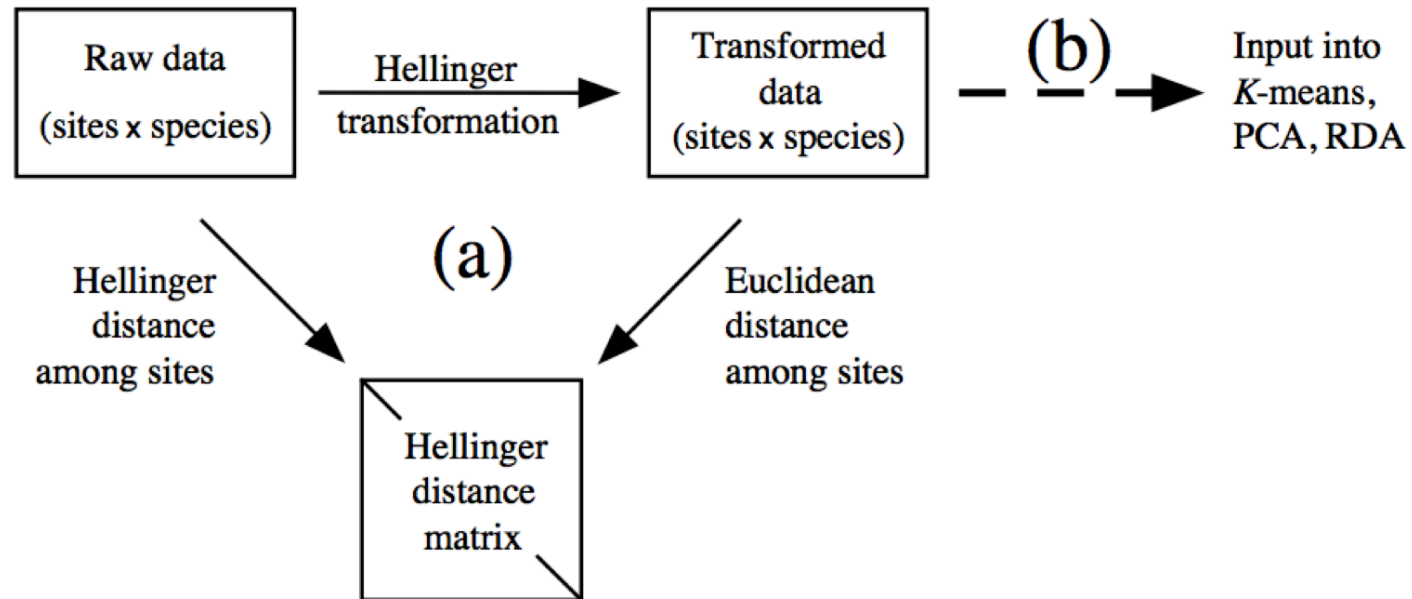 Raw data
(sites x species)
Hellinger
transformation
Transformed
data
(sites x species)
(b)
Input into
K-means,
PCA, RDA
(a)
Hellinger
distance
among sites
Euclidean
distance
among sites
Hellinger
distance
matrix